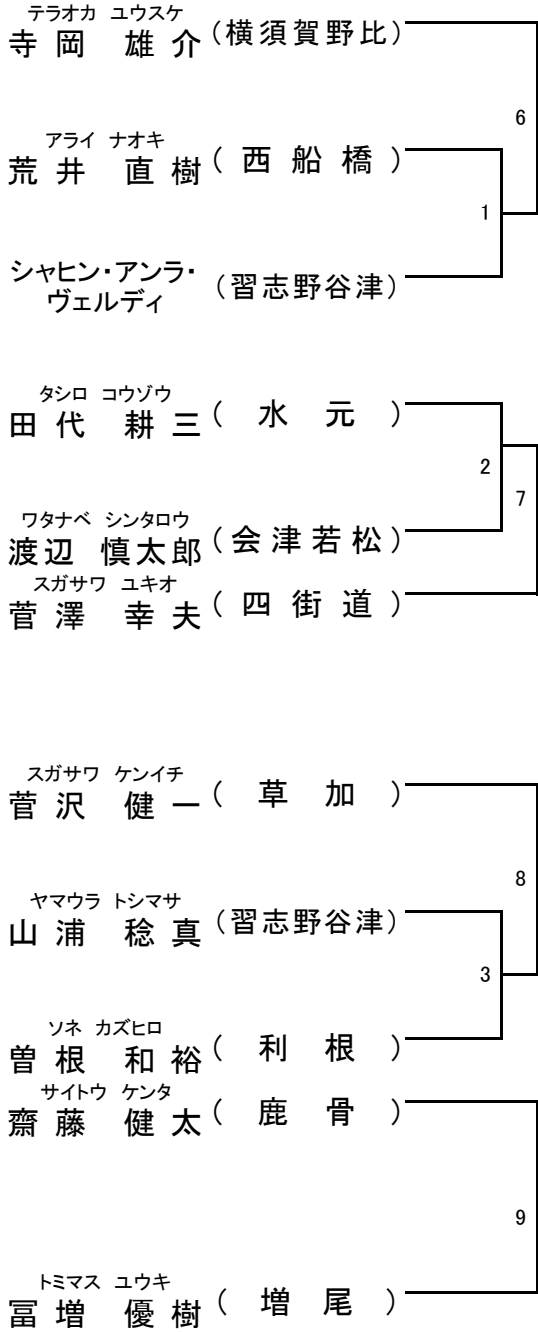 テラオカ ユウスケ
寺岡 雄介 (横須賀野比)
6
アライ ナオキ
荒井 直樹 (西船橋)
1
シャヒン・アンラ・
ヴェルディ (習志野谷津)
タシロ コウゾウ
田代 耕三 (水元)
2
7
ワタナベ シンタロウ
渡辺 慎太郎 (会津若松)
スガサワ ユキオ
菅澤 幸夫 (四街道)
スガサワ ケンイチ
菅沢 健一 (草加)
8
ヤマウラ トシマサ
山浦 稔真 (習志野谷津)
3
ソネ カズヒロ
曽根 和裕 (利根)
サイトウ ケンタ
齋藤 健太 (鹿骨)
9
トミマス ユウキ
冨増 優樹 (増尾)